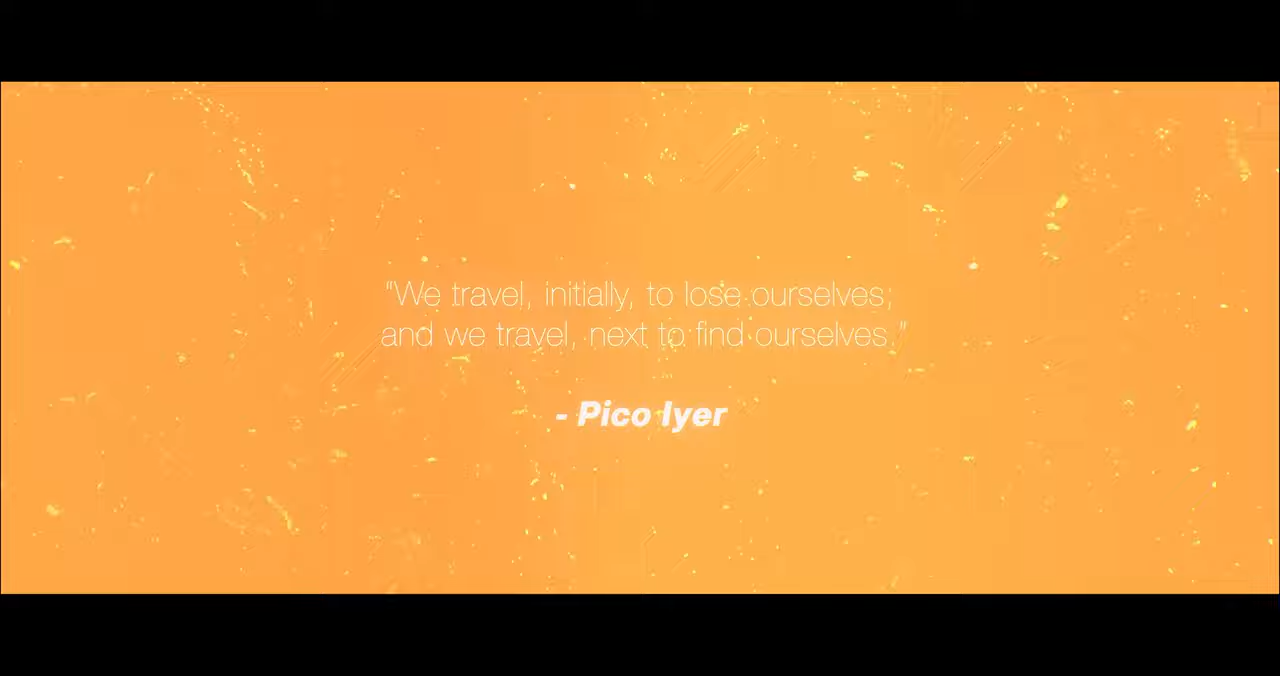 "We travel, initially, to lose ourselves;
and we travel, next to find ourselves."
- Pico Iyer